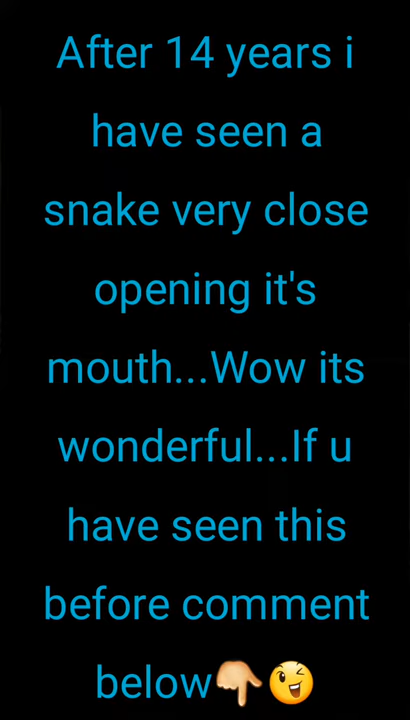 After 14 years i
have seen a
snake very close
opening it's
mouth...Wow its
wonderful...If u
have seen this
before comment
below👇🏼😉